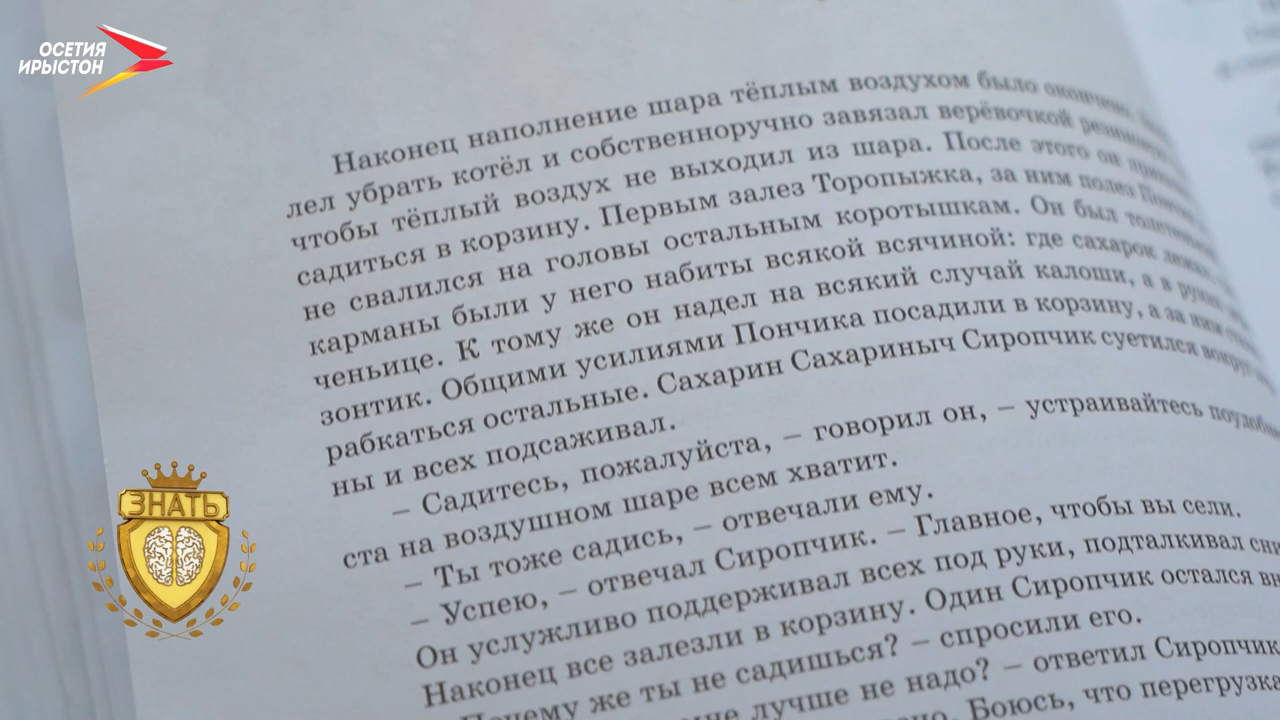 ОСЕТИЯ
ИРЫСТОН
Наконец наполнение шара тёплым воздухом было
лел убрать котёл и собственноручно завязал верёвочкой
чтобы тёплый воздух не выходил из шара. После этого он
садиться в корзину. Первым залез Торопыжка, за ним полез
не свалился на головы остальным коротышкам. Он был
карманы были у него набиты всякой всячиной: где сахарок
ченьице. К тому же он надел на всякий случай калоши, а в
зонтик. Общими усилиями Пончика посадили в корзину, а за ним
рабкаться остальные. Сахарин Сахариныч Сиропчик суетился вокруг
ны и всех подсаживал.
– Садитесь, пожалуйста, – говорил он, – устраивайтесь
ста на воздушном шаре всем хватит.
– Ты тоже садись, – отвечали ему.
– Успею, – отвечал Сиропчик. – Главное, чтобы вы сели.
Он услужливо поддерживал всех под руки, подталкивал
Наконец все залезли в корзину. Один Сиропчик остался
Почему же ты не садишься? – спросили его.
лучше не надо? – ответил Сиропчик
Боюсь, что перегрузка
ЗНАТЬ